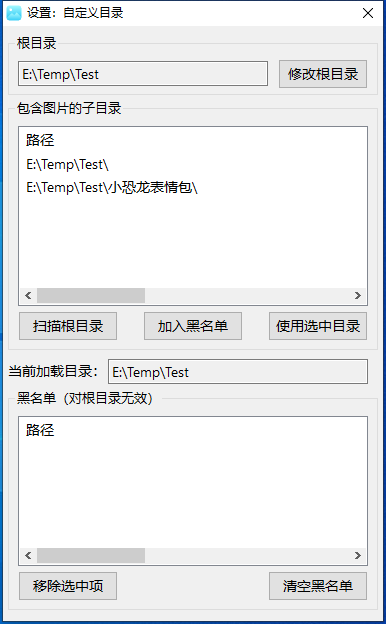 设置：自定义目录
根目录
E:\Temp\Test
修改根目录
包含图片的子目录
路径
E:\Temp\Test\
E:\Temp\Test\小恐龙表情包\
扫描根目录
加入黑名单
使用选中目录
当前加载目录：
E:\Temp\Test
黑名单（对根目录无效）
路径
移除选中项
清空黑名单